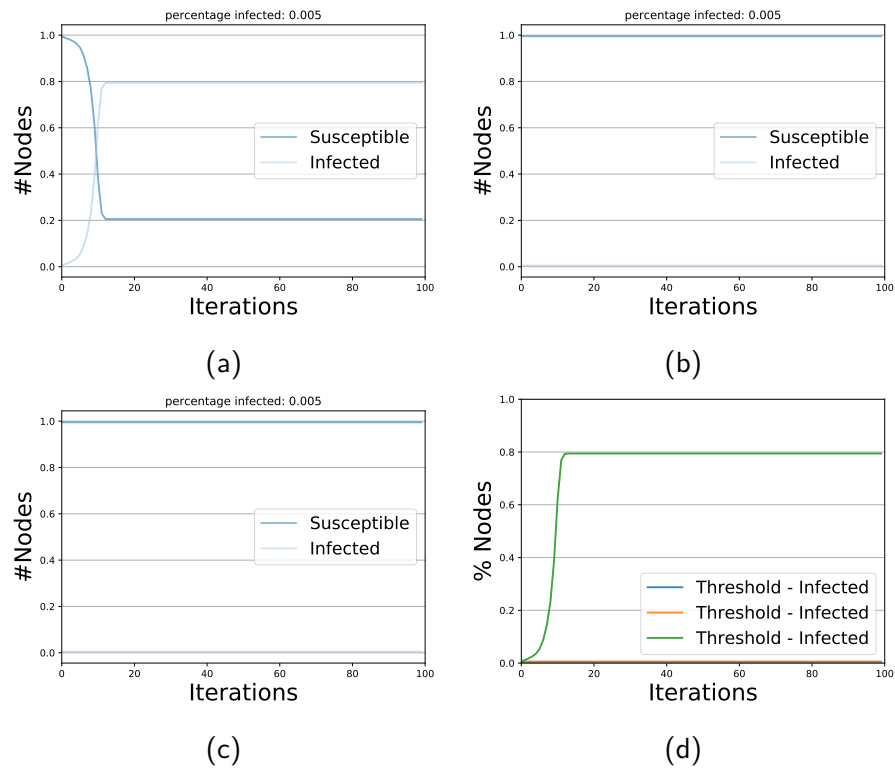 percentage infected: 0.005
1.0
0.8
0.6
0.4
0.2
0.0
#Nodes
Susceptible
Infected
0 20 40 60 80 100
Iterations
(a)
percentage infected: 0.005
1.0
0.8
0.6
0.4
0.2
0.0
#Nodes
Susceptible
Infected
0 20 40 60 80 100
Iterations
(b)
percentage infected: 0.005
1.0
0.8
0.6
0.4
0.2
0.0
#Nodes
Susceptible
Infected
0 20 40 60 80 100
Iterations
(c)
1.0
0.8
0.6
0.4
0.2
0.0
% Nodes
Threshold - Infected
Threshold - Infected
Threshold - Infected
0 20 40 60 80 100
Iterations
(d)